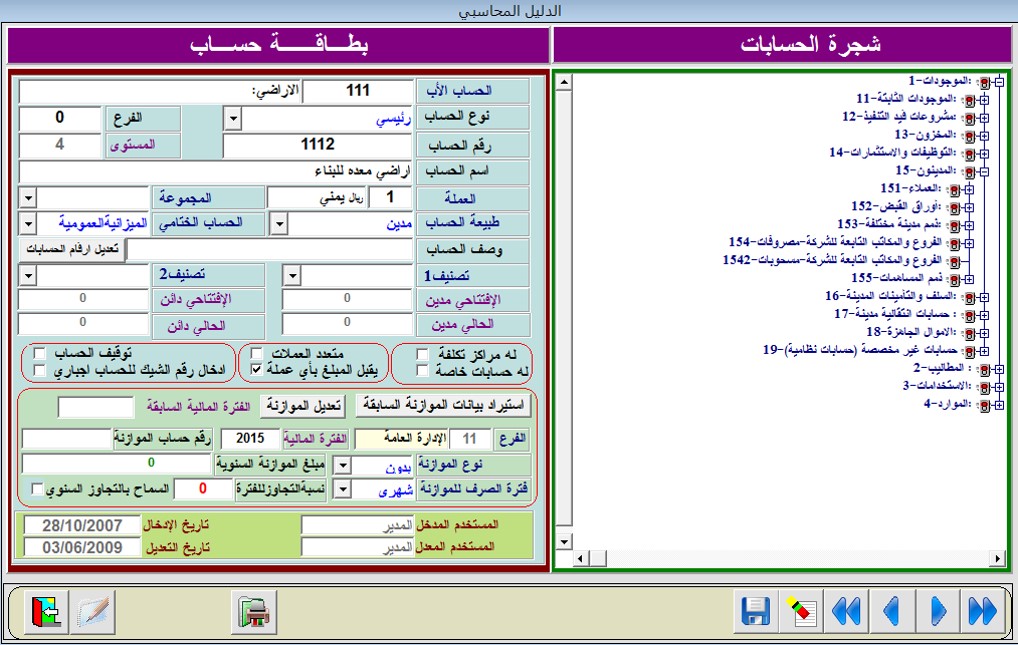 الدليل المحاسبي
شجرة الحسابات
الموجودات-1
الموجودات الثابتة-11
مشروعات قيد التنفيذ-12
المخزون-13
التوظيفات والاستثمارات-14
المدينون-15
العملاء-151
أوراق القبض-152
ذمم مدينة مختلفة-153
الفروع والمكاتب التابعة للشركة-مصروفات-154
الفروع والمكاتب التابعة للشركة-مسحوبات-1542
ذمم المساهمات-155
السلف والتأمينات المدينة-16
حسابات انتقالية مدينة-17
الاموال الجاهزة-18
حسابات غير مخصصة (حسابات نظامية)-19
المطاليب-2
الاستخدامات-3
الموارد-4
بطاقـــة حســـاب
الحساب الأب 111 الاراضي:
نوع الحساب رئيسي الفرع 0
رقم الحساب 1112 المستوى 4
اسم الحساب اراضي معده للبناء
العملة 1 ريال يمني المجموعة
طبيعة الحساب مدين الحساب الختامي الميزانيةالعمومية
وصف الحساب تعديل ارقام الحسابات
تصنيف1 تصنيف2
الإفتتاحي مدين 0 الإفتتاحي دائن 0
الحالي مدين 0 الحالي دائن 0
له مراكز تكلفة متعدد العملات توقيف الحساب
له حسابات خاصة يقبل المبلغ بأي عملة ادخال رقم الشيك للحساب اجباري
استيراد بيانات الموازنة السابقة تعديل الموازنة الفترة المالية السابقة
الفرع 11 الإدارة العامة الفترة المالية 2015 رقم حساب الموازنة
نوع الموازنة بدون مبلغ الموازنة السنوية 0
فترة الصرف للموازنة شهري نسبةالتجاوزللفترة 0 السماح بالتجاوز السنوي
المستخدم المدخل المدير تاريخ الإدخال 28/10/2007
المستخدم المعدل المدير تاريخ التعديل 03/06/2009